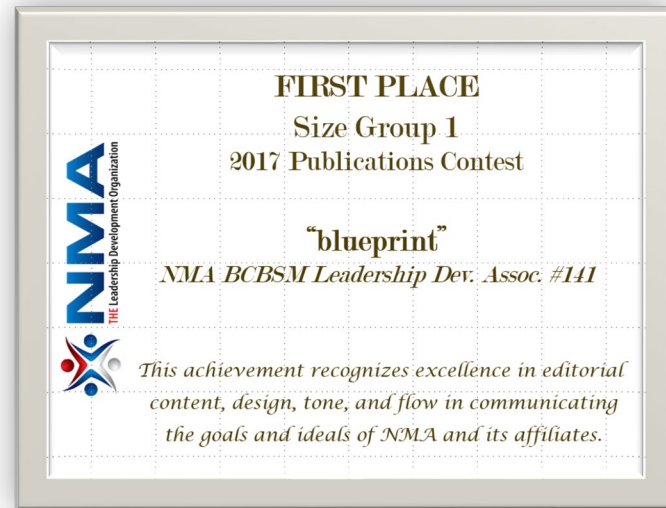 FIRST PLACE
Size Group 1
2017 Publications Contest
“blueprint”
NMA BCBSM Leadership Dev. Assoc. #141
This achievement recognizes excellence in editorial
content, design, tone, and flow in communicating
the goals and ideals of NMA and its affiliates.
NMA
THE Leadership Development Organization